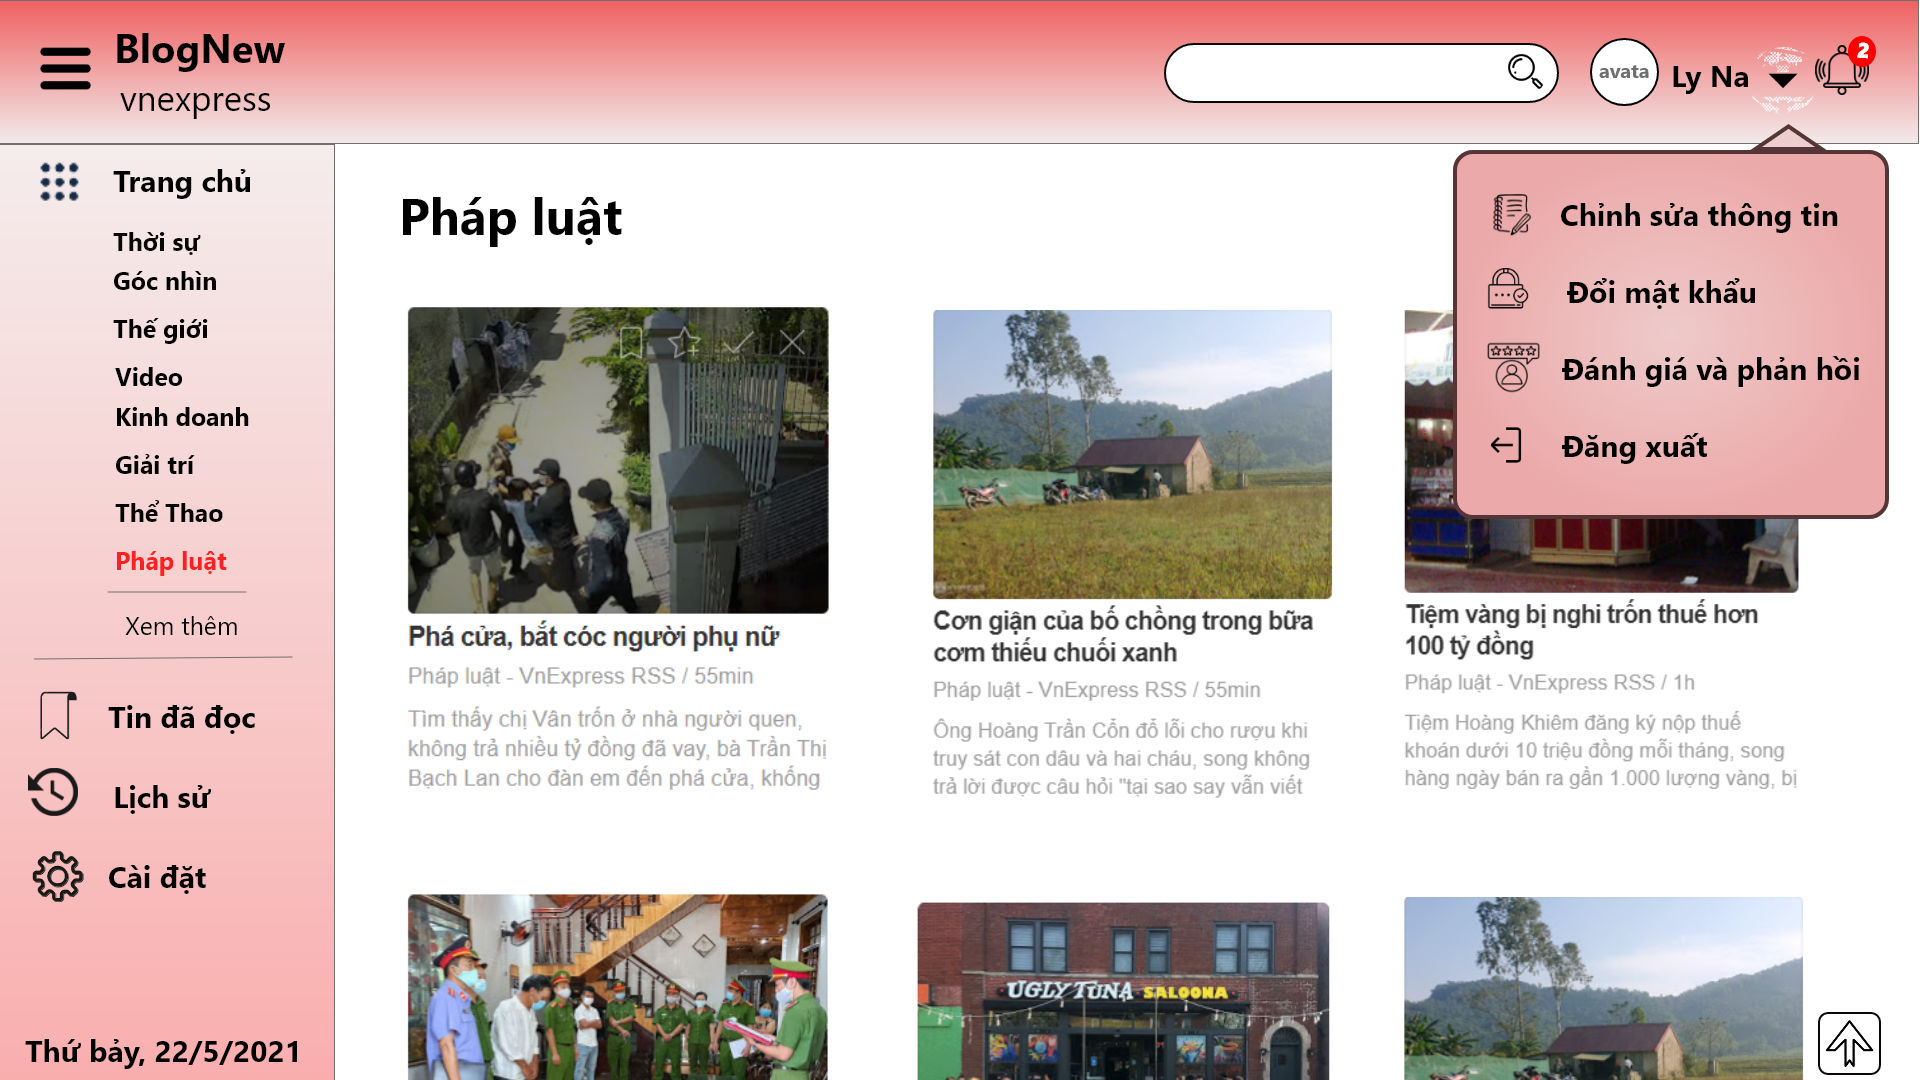 BlogNew
vnexpress
avata
Ly Na
2
Trang chủ
Thời sự
Góc nhìn
Thế giới
Video
Kinh doanh
Giải trí
Thể Thao
Pháp luật
Xem thêm
Tin đã đọc
Lịch sử
Cài đặt
Thứ bảy, 22/5/2021
Pháp luật
Chỉnh sửa thông tin
Đổi mật khẩu
Đánh giá và phản hồi
Đăng xuất
Phá cửa, bắt cóc người phụ nữ
Pháp luật - VnExpress RSS / 55min
Tìm thấy chị Vân trốn ở nhà người quen,
không trả nhiều tỷ đồng đã vay, bà Trần Thị
Bạch Lan cho đàn em đến phá cửa, khống
Cơn giận của bố chồng trong bữa
cơm thiếu chuối xanh
Pháp luật - VnExpress RSS / 55min
Ông Hoàng Trần Cổn đổ lỗi cho rượu khi
truy sát con dâu và hai cháu, song không
trả lời được câu hỏi "tại sao say vẫn viết
Tiệm vàng bị nghi trốn thuế hơn
100 tỷ đồng
Pháp luật - VnExpress RSS / 1h
Tiệm Hoàng Khiêm đăng ký nộp thuế
khoán dưới 10 triệu đồng mỗi tháng, song
hàng ngày bán ra gần 1.000 lượng vàng, bị
UGLY TUNA SALOONA